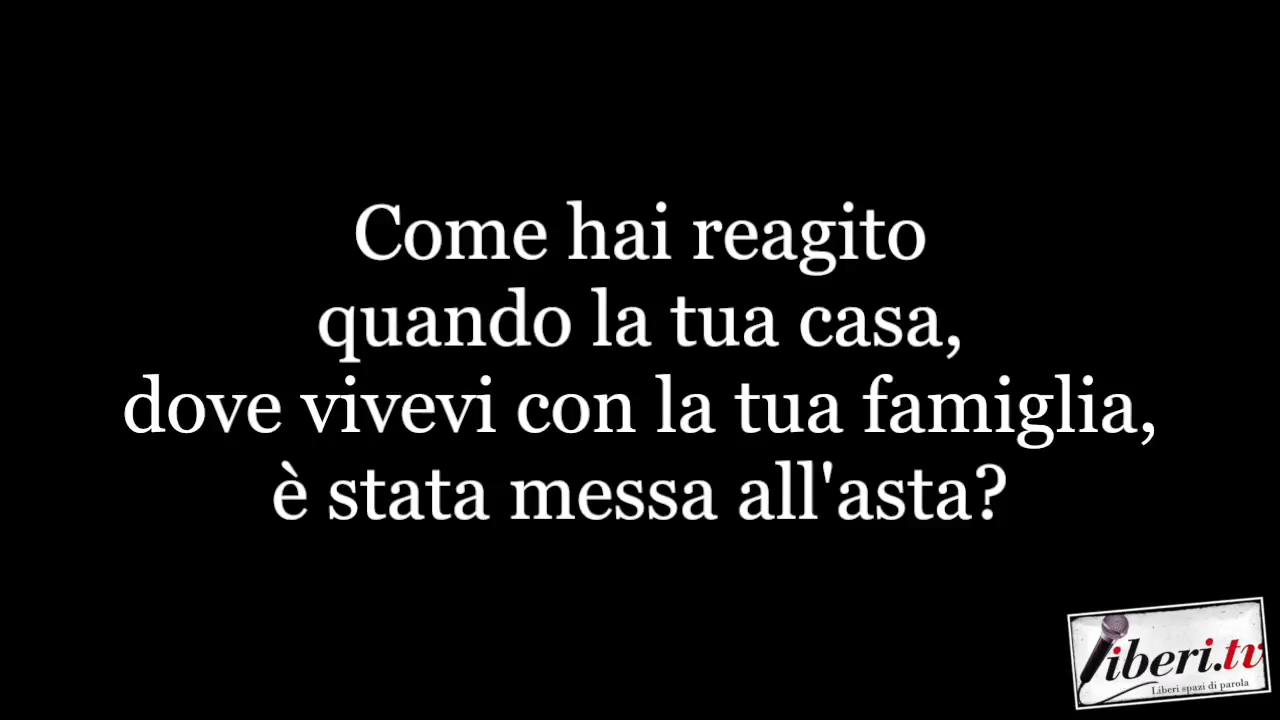 Come hai reagito
quando la tua casa,
dove vivevi con la tua famiglia,
è stata messa all'asta?
liberi.tv
Liberi spazi di parola